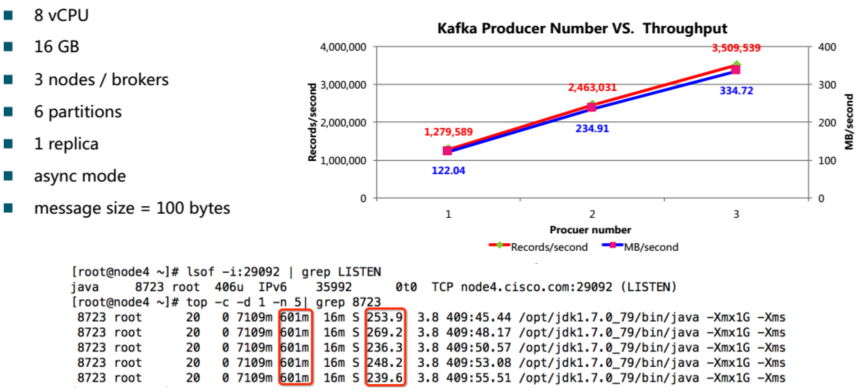 8 vCPU
16 GB
3 nodes / brokers
6 partitions
1 replica
async mode
message size = 100 bytes
Kafka Producer Number VS. Throughput
4,000,000
3,000,000
2,000,000
1,000,000
0
Records/second
1,279,589
2,463,031
3,509,539
122.04
234.91
334.72
400
300
200
100
0
MB/second
1
2
3
Procuer number
Records/second
MB/second
[root@node4 ~]# lsof -i:29092 | grep LISTEN
java 8723 root 406u IPv6 35992 0t0 TCP node4.cisco.com:29092 (LISTEN)
[root@node4 ~]# top -c -d 1 -n 5| grep 8723
8723 root 20 0 7109m 601m 16m S 253.9 3.8 409:45.44 /opt/jdk1.7.0_79/bin/java -Xmx1G -Xms
8723 root 20 0 7109m 601m 16m S 269.2 3.8 409:48.17 /opt/jdk1.7.0_79/bin/java -Xmx1G -Xms
8723 root 20 0 7109m 601m 16m S 236.3 3.8 409:50.57 /opt/jdk1.7.0_79/bin/java -Xmx1G -Xms
8723 root 20 0 7109m 601m 16m S 248.2 3.8 409:53.08 /opt/jdk1.7.0_79/bin/java -Xmx1G -Xms
8723 root 20 0 7109m 601m 16m S 239.6 3.8 409:55.51 /opt/jdk1.7.0_79/bin/java -Xmx1G -Xms